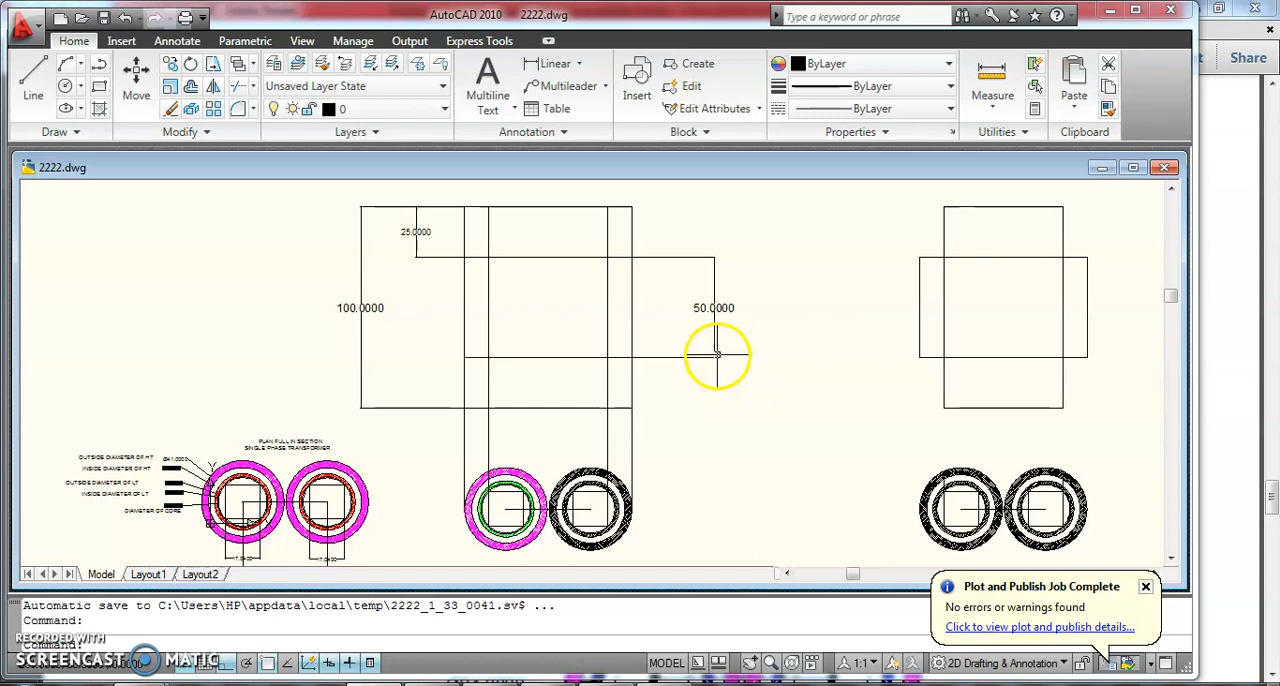 AutoCAD 2010 2222.dwg
Type a keyword or phrase
Share
Home Insert Annotate Parametric View Manage Output Express Tools
Line Move Unsaved Layer State 0
Multiline Text Linear Multileader Table
Insert Create Edit Edit Attributes
ByLayer
ByLayer
ByLayer
Measure Paste
Draw Modify Layers Annotation Block Properties Utilities Clipboard
2222.dwg
25.0000
100.0000
50.0000
PLAN FULL IN SECTION
SINGLE PHASE TRANSFORMER
OUTSIDE DIAMETER OF HT
INSIDE DIAMETER OF HT
OUTSIDE DIAMETER OF LT
INSIDE DIAMETER OF LT
DIAMETER OF CORE
Model Layout1 Layout2
Plot and Publish Job Complete
No errors or warnings found
Click to view plot and publish details...
Automatic save to C:\Users\HP\appdata\local\temp\2222_1_33_0041.sv$ ...
Command:
Command:
RECORDED WITH
SCREENCAST MATIC
MODEL 1:1 2D Drafting & Annotation